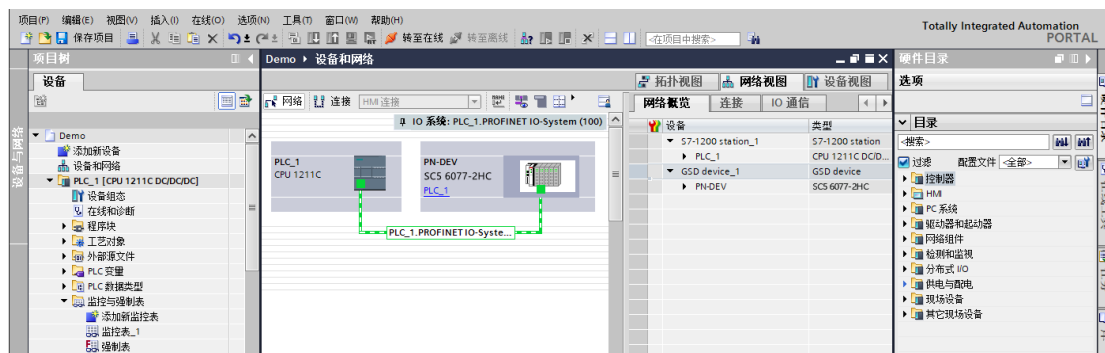 项目(P) 编辑(E) 视图(V) 插入(I) 在线(O) 选项(N) 工具(T) 窗口(W) 帮助(H)
Totally Integrated Automation
PORTAL
保存项目 转至在线 转至离线 <在项目中搜索>
项目树
Demo 设备和网络
硬件目录
设备
拓扑视图 网络视图 设备视图
选项
网络 连接 HMI 连接
网络概览 连接 IO 通信
IO 系统: PLC_1.PROFINET IO-System (100)
PLC_1
CPU 1211C
PN-DEV
SC5 6077-2HC
PLC_1
PLC_1.PROFINET IO-Syste...
设备 类型
S7-1200 station_1 S7-1200 station
PLC_1 CPU 1211C DC/D...
GSD device_1 GSD device
PN-DEV SC5 6077-2HC
目录
<搜索>
过滤 配置文件 <全部>
控制器
HMI
PC 系统
驱动器和起动器
网络组件
检测和监视
分布式 I/O
供电与配电
现场设备
其它现场设备
设备与网络
Demo
添加新设备
设备和网络
PLC_1 [CPU 1211C DC/DC/DC]
设备组态
在线和诊断
程序块
工艺对象
外部源文件
PLC 变量
PLC 数据类型
监控与强制表
添加新监控表
监控表_1
强制表